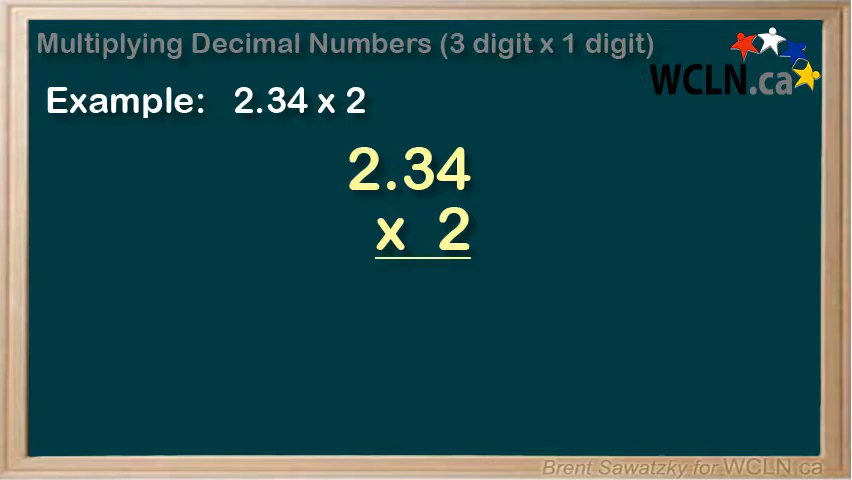 Multiplying Decimal Numbers (3 digit x 1 digit)
WCLN.ca
Example: 2.34 x 2
2.34
x 2
Brent Sawatzky for WCLN.ca